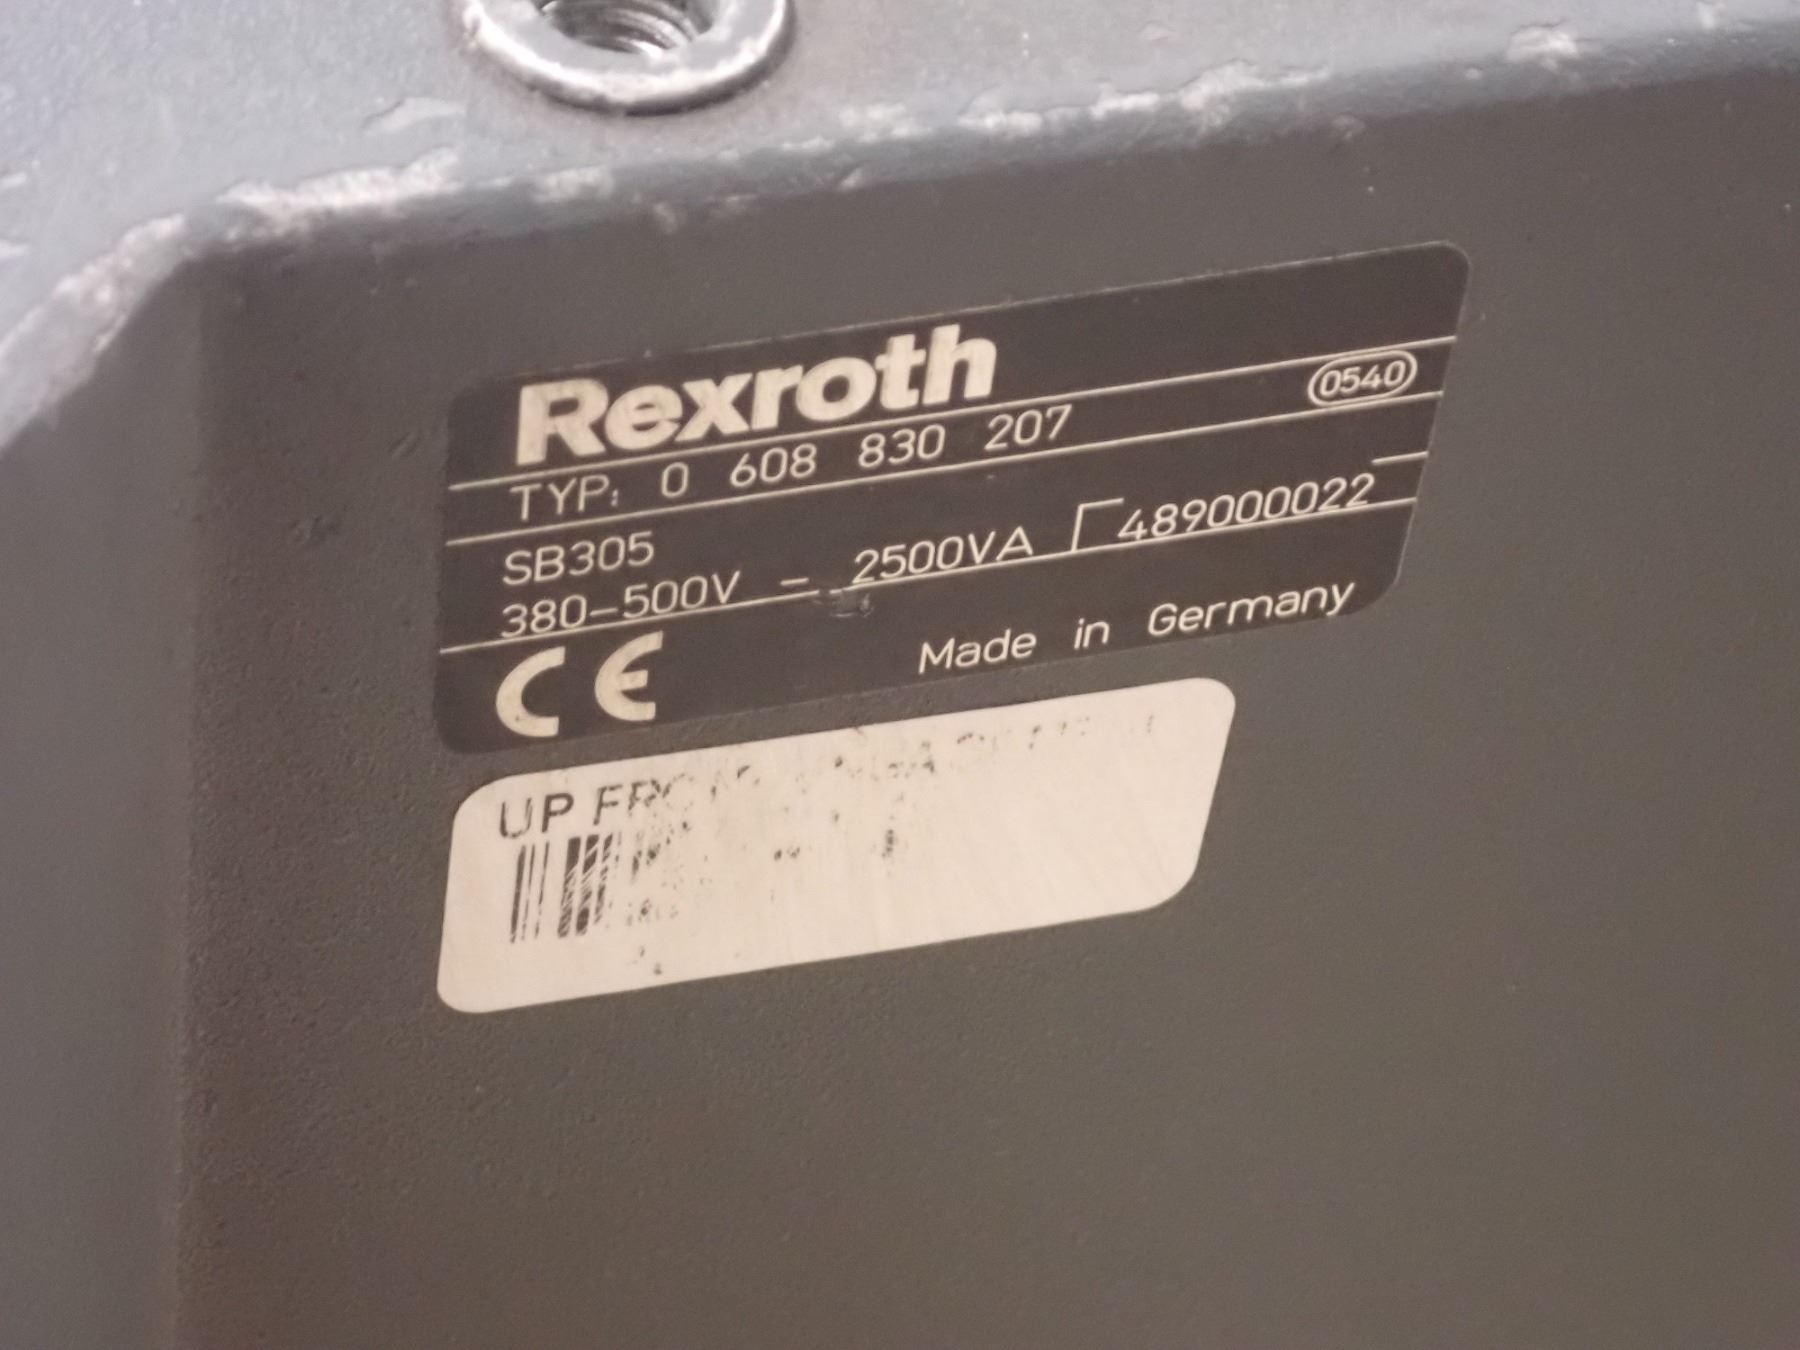 Rexroth
TYP: 0 608 830 207 0540
SB305
380-500V - 2500VA 489000022
CE Made in Germany
UP